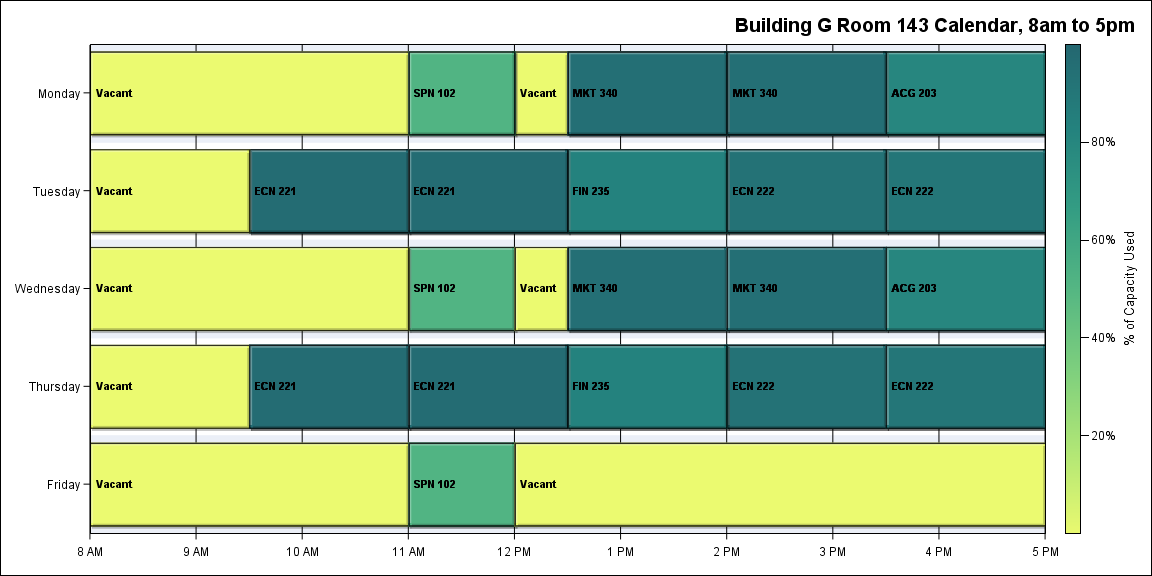 Building G Room 143 Calendar, 8am to 5pm
Monday
Vacant
SPN 102
Vacant
MKT 340
MKT 340
ACG 203
Tuesday
Vacant
ECN 221
ECN 221
FIN 235
ECN 222
ECN 222
Wednesday
Vacant
SPN 102
Vacant
MKT 340
MKT 340
ACG 203
Thursday
Vacant
ECN 221
ECN 221
FIN 235
ECN 222
ECN 222
Friday
Vacant
SPN 102
Vacant
8 AM
9 AM
10 AM
11 AM
12 PM
1 PM
2 PM
3 PM
4 PM
5 PM
80%
60%
40%
20%
% of Capacity Used